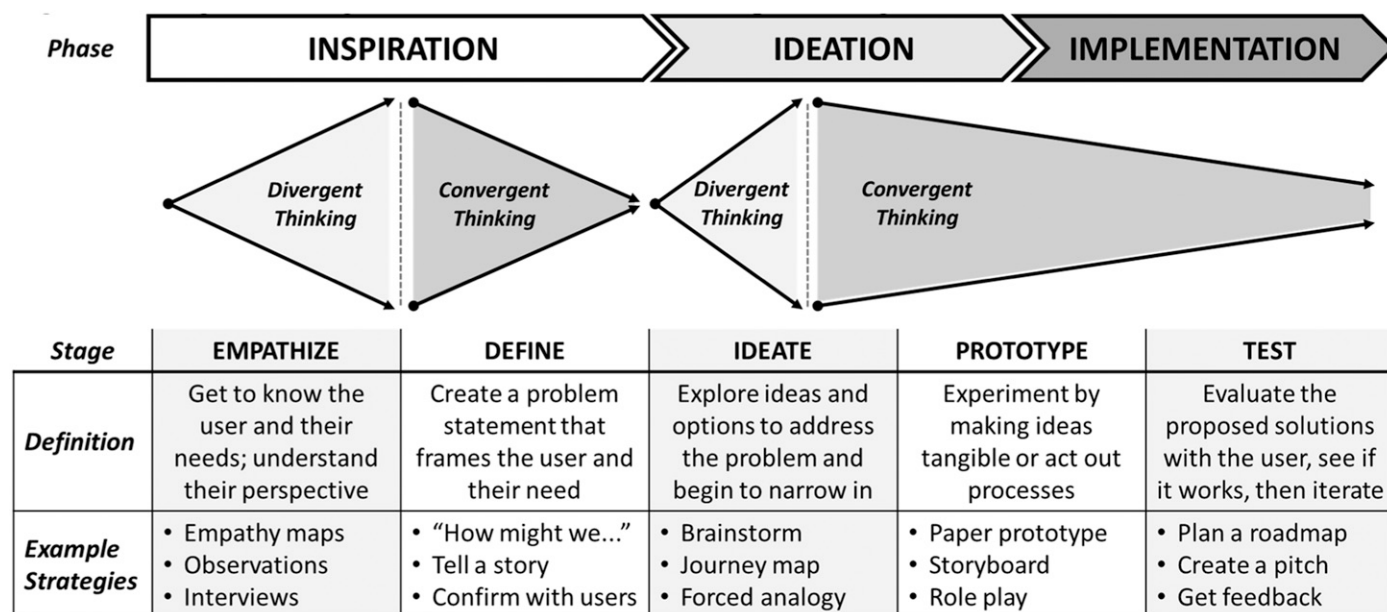 Phase
INSPIRATION
IDEATION
IMPLEMENTATION
Divergent
Thinking
Convergent
Thinking
Divergent
Thinking
Convergent
Thinking
Stage
EMPATHIZE
DEFINE
IDEATE
PROTOTYPE
TEST
Definition
Get to know the
user and their
needs; understand
their perspective
Create a problem
statement that
frames the user and
their need
Explore ideas and
options to address
the problem and
begin to narrow in
Experiment by
making ideas
tangible or act out
processes
Evaluate the
proposed solutions
with the user, see if
it works, then iterate
Example
Strategies
• Empathy maps
• Observations
• Interviews
• “How might we...”
• Tell a story
• Confirm with users
• Brainstorm
• Journey map
• Forced analogy
• Paper prototype
• Storyboard
• Role play
• Plan a roadmap
• Create a pitch
• Get feedback